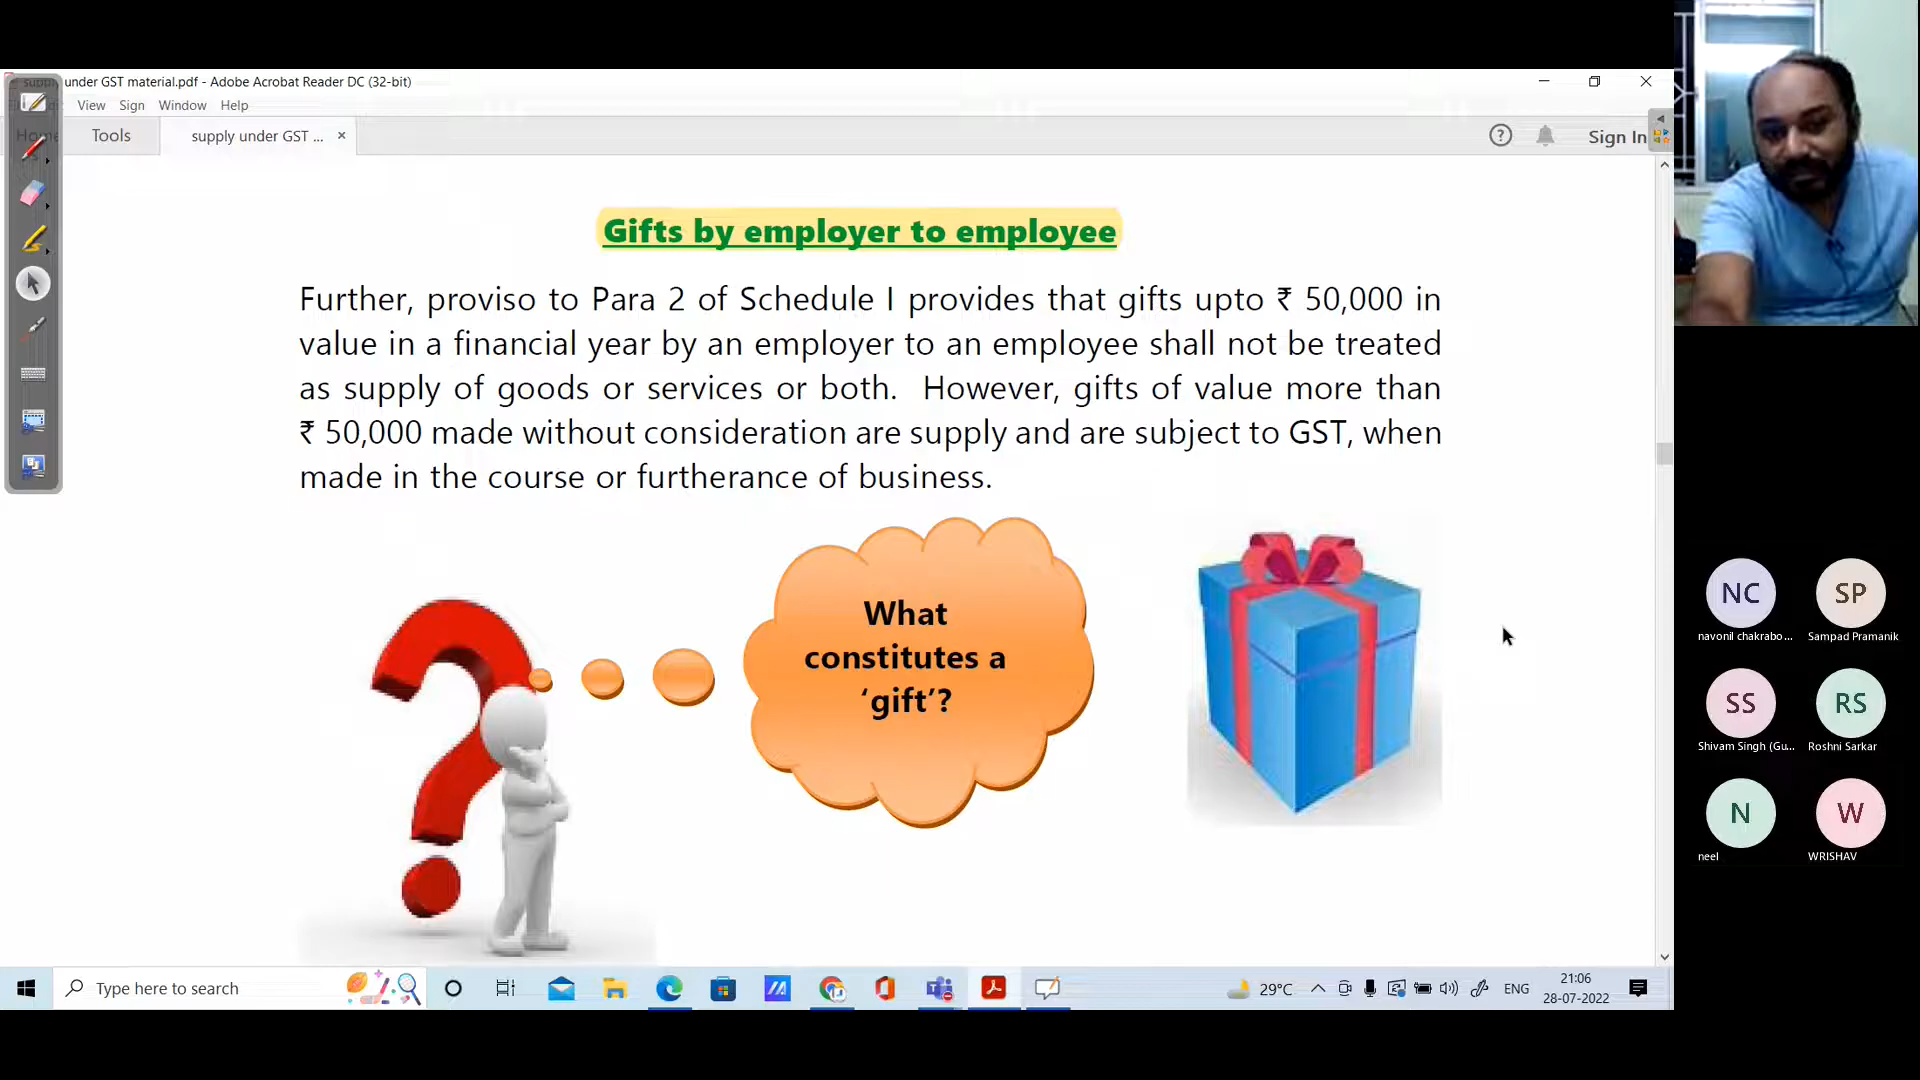 supply under GST material.pdf - Adobe Acrobat Reader DC (32-bit)
View Sign Window Help
Home Tools supply under GST ... × Sign In
Gifts by employer to employee
Further, proviso to Para 2 of Schedule I provides that gifts upto ₹ 50,000 in
value in a financial year by an employer to an employee shall not be treated
as supply of goods or services or both. However, gifts of value more than
₹ 50,000 made without consideration are supply and are subject to GST, when
made in the course or furtherance of business.
What
constitutes a
‘gift’?
NC SP
navonil chakrabo... Sampad Pramanik
SS RS
Shivam Singh (Gu... Roshni Sarkar
N W
neel WRISHAV
Type here to search
29°C ENG
21:06
28-07-2022